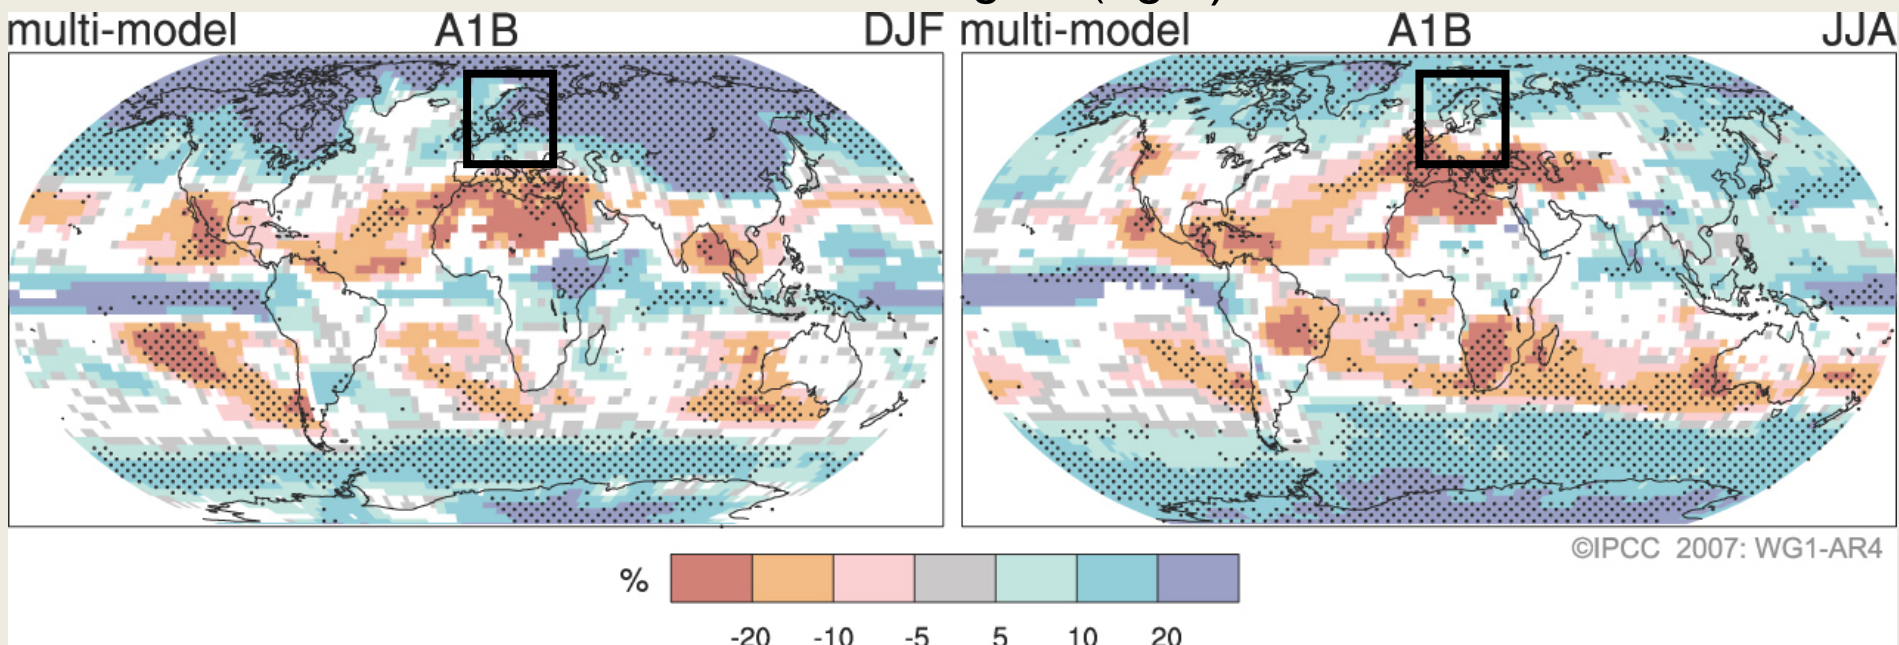 multi-model A1B DJF
multi-model A1B JJA
©IPCC 2007: WG1-AR4
%
-20 -10 -5 5 10 20